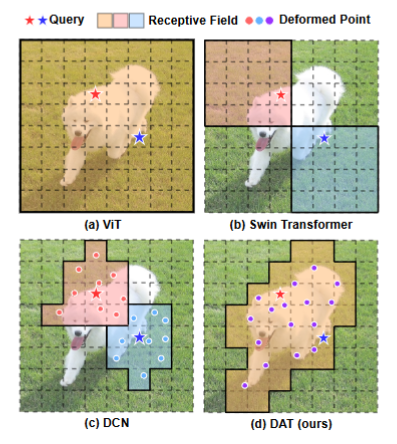 Query Receptive Field Deformed Point
(a) ViT
(b) Swin Transformer
(c) DCN
(d) DAT (ours)